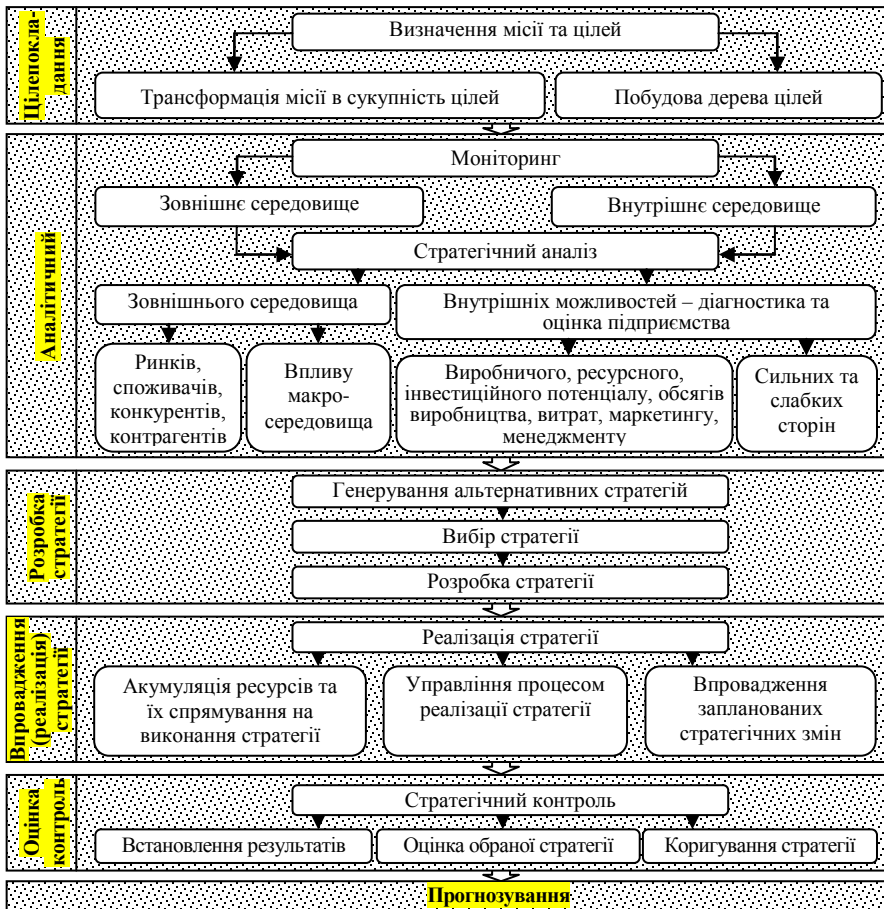 Цілепокла-
дання
Визначення місії та цілей
Трансформація місії в сукупність цілей
Побудова дерева цілей
Аналітичний
Моніторинг
Зовнішнє середовище
Внутрішнє середовище
Стратегічний аналіз
Зовнішнього середовища
Внутрішніх можливостей – діагностика та
оцінка підприємства
Ринків,
споживачів,
конкурентів,
контрагентів
Впливу
макро-
середовища
Виробничого, ресурсного,
інвестиційного потенціалу, обсягів
виробництва, витрат, маркетингу,
менеджменту
Сильних та
слабких
сторін
Розробка
стратегії
Генерування альтернативних стратегій
Вибір стратегії
Розробка стратегії
Впровадження
(реалізація)
стратегії
Реалізація стратегії
Акумуляція ресурсів та
їх спрямування на
виконання стратегії
Управління процесом
реалізації стратегії
Впровадження
запланованих
стратегічних змін
Оцінка
контроль
Стратегічний контроль
Встановлення результатів
Оцінка обраної стратегії
Коригування стратегії
Прогнозування